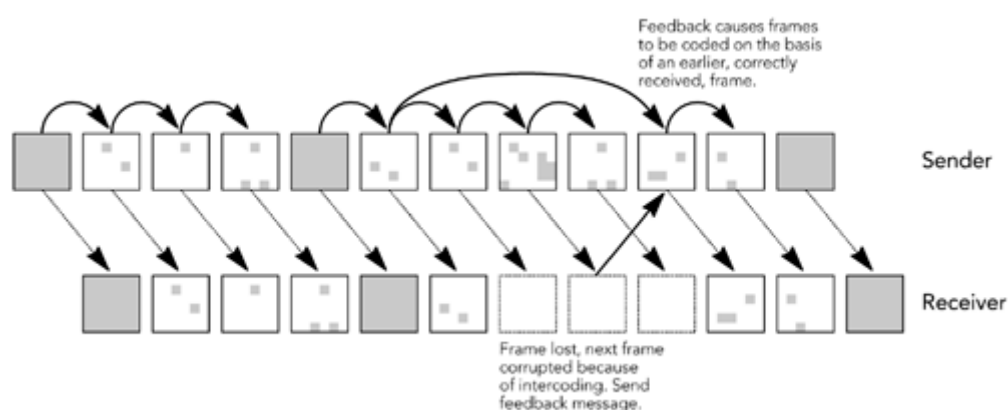 Feedback causes frames
to be coded on the basis
of an earlier, correctly
received, frame.
Sender
Receiver
Frame lost, next frame
corrupted because
of intercoding. Send
feedback message.